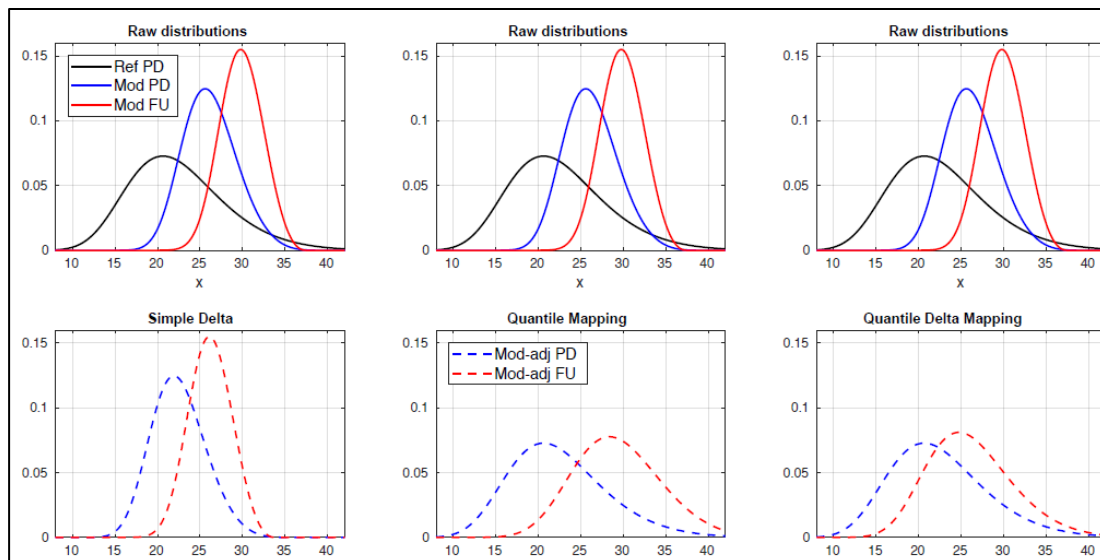 Raw distributions
Raw distributions
Raw distributions
0.15
0.1
0.05
0
Ref PD
Mod PD
Mod FU
10 15 20 25 30 35 40
x
0.15
0.1
0.05
0
10 15 20 25 30 35 40
x
0.15
0.1
0.05
0
10 15 20 25 30 35 40
x
Simple Delta
Quantile Mapping
Quantile Delta Mapping
0.15
0.1
0.05
0
10 15 20 25 30 35 40
0.15
0.1
0.05
0
Mod-adj PD
Mod-adj FU
10 15 20 25 30 35 40
0.15
0.1
0.05
0
10 15 20 25 30 35 40